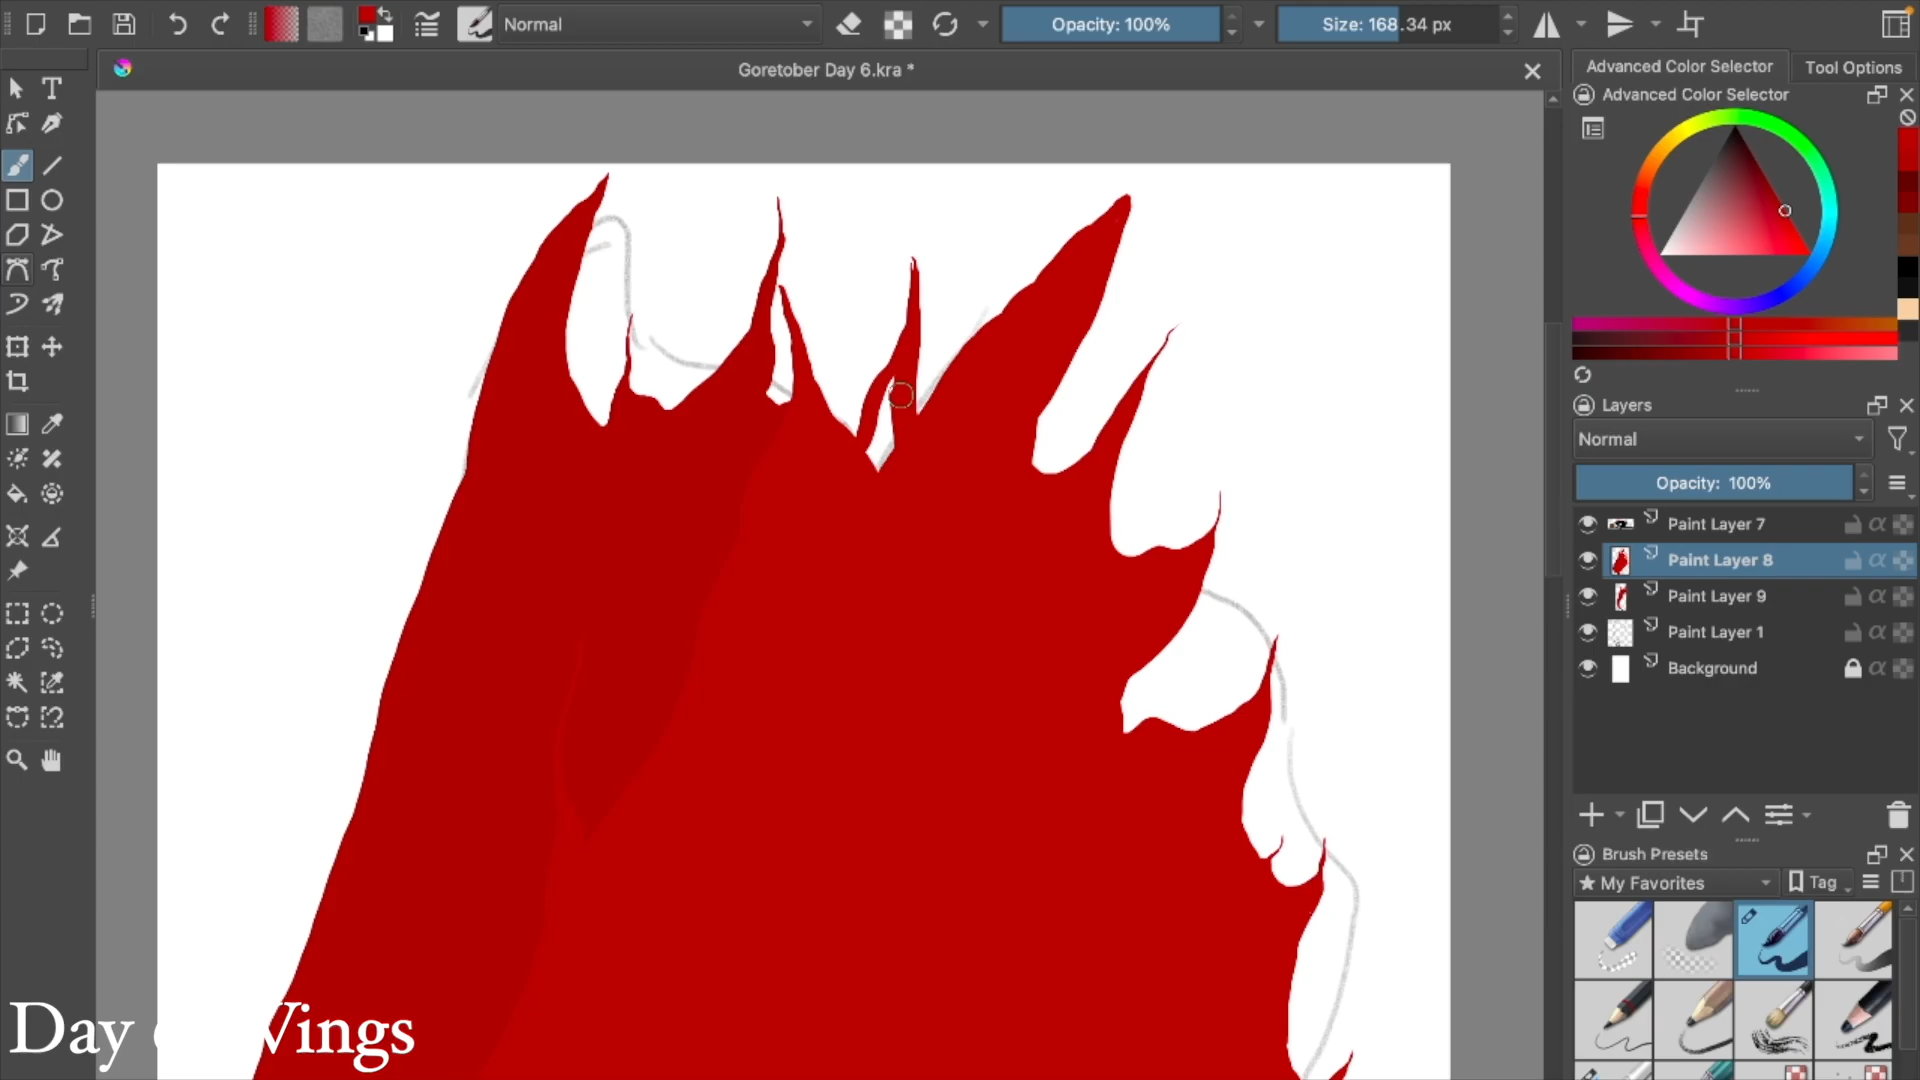 Normal
Opacity: 100%
Size: 168.34 px
Goretober Day 6.kra *
Advanced Color Selector
Tool Options
Advanced Color Selector
Layers
Normal
Opacity: 100%
Paint Layer 7
Paint Layer 8
Paint Layer 9
Paint Layer 1
Background
Brush Presets
★ My Favorites
Tag
Day